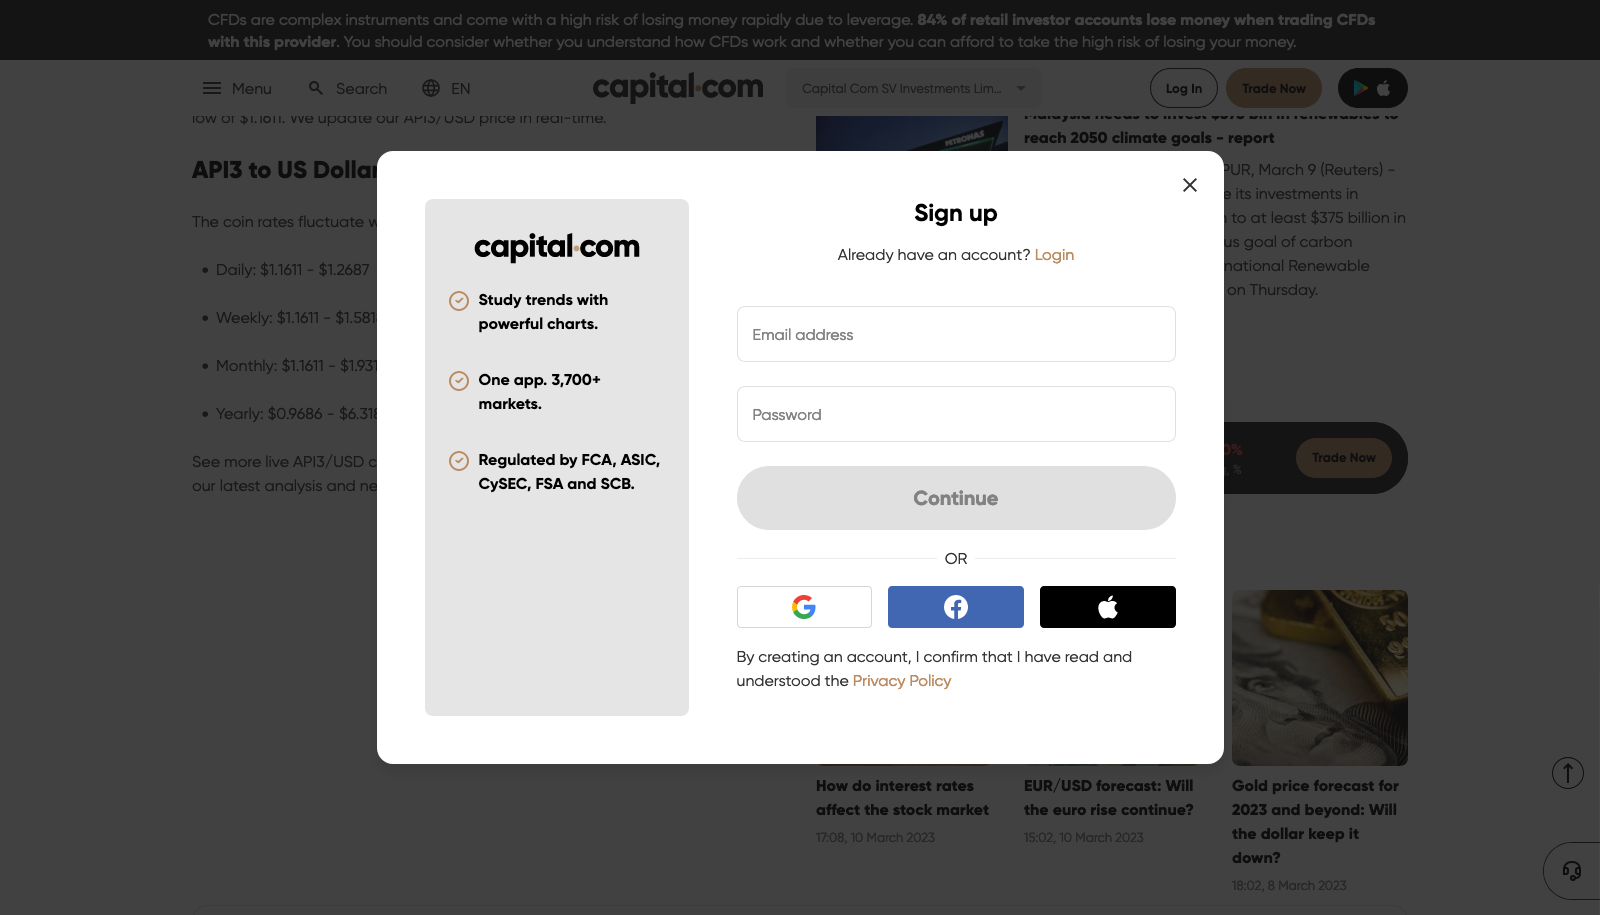 CFDs are complex instruments and come with a high risk of losing money rapidly due to leverage. 84% of retail investor accounts lose money when trading CFDs
with this provider. You should consider whether you understand how CFDs work and whether you can afford to take the high risk of losing your money.
Menu
Search
EN
capital.com
Capital Com SV Investments Lim...
Log In
Trade Now
low of $1.1611. We update our API3/USD price in real-time.
API3 to US Dollar
The coin rates fluctuate
Daily: $1.1611 - $1.2687
Weekly: $1.1611 - $1.581
Monthly: $1.1611 - $1.931
Yearly: $0.9686 - $6.318
See more live API3/USD
our latest analysis and
PETRONAS
Malaysia needs to invest $375 bln in renewables to
reach 2050 climate goals - report
PUR, March 9 (Reuters) -
its investments in
to at least $375 billion in
goal of carbon
Renewable
on Thursday.
0%
%
Trade Now
capital.com
Study trends with
powerful charts.
One app. 3,700+
markets.
Regulated by FCA, ASIC,
CySEC, FSA and SCB.
Sign up
Already have an account? Login
Email address
Password
Continue
OR
By creating an account, I confirm that I have read and
understood the Privacy Policy
How do interest rates
affect the stock market
17:08, 10 March 2023
EUR/USD forecast: Will
the euro rise continue?
15:02, 10 March 2023
Gold price forecast for
2023 and beyond: Will
the dollar keep it
down?
18:02, 8 March 2023